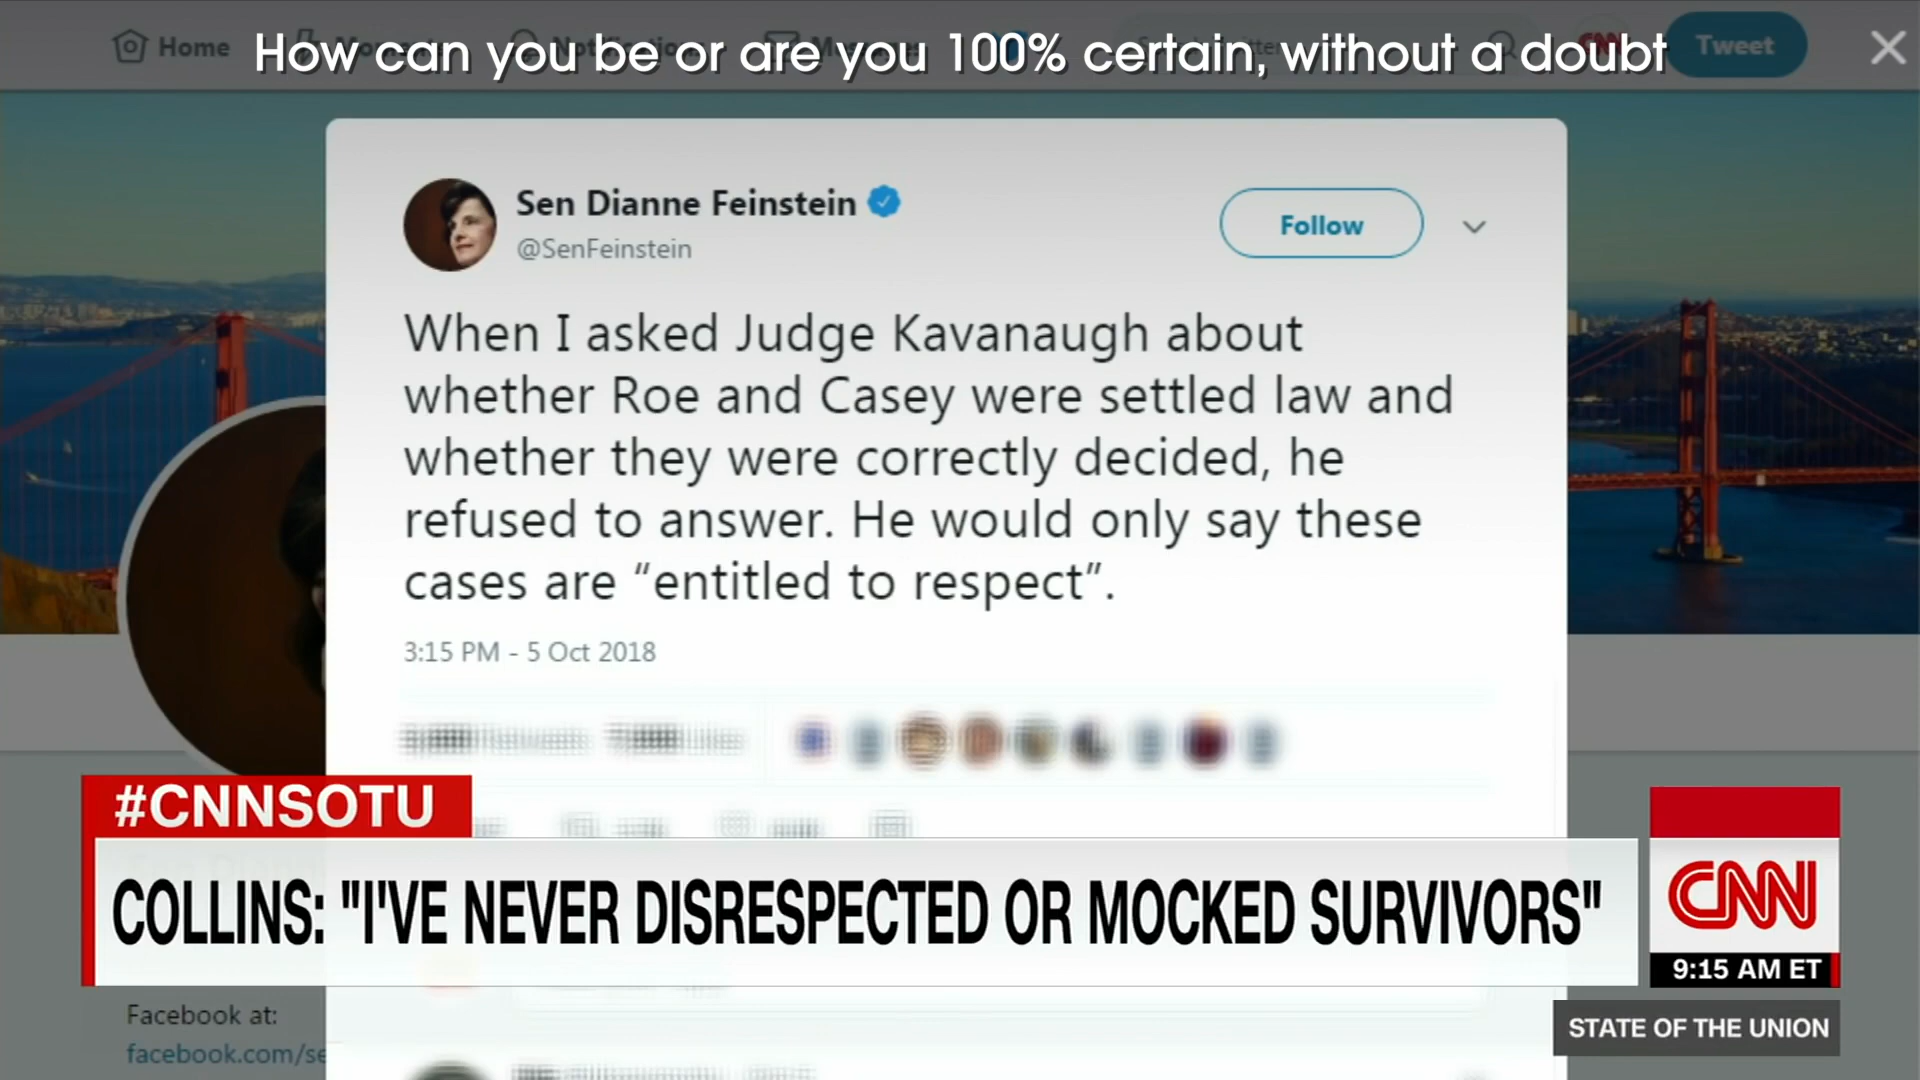 How can you be or are you 100% certain, without a doubt
Home
Tweet
Sen Dianne Feinstein
@SenFeinstein
Follow
When I asked Judge Kavanaugh about
whether Roe and Casey were settled law and
whether they were correctly decided, he
refused to answer. He would only say these
cases are “entitled to respect”.
3:15 PM - 5 Oct 2018
#CNNSOTU
COLLINS: "I'VE NEVER DISRESPECTED OR MOCKED SURVIVORS"
CNN
9:15 AM ET
STATE OF THE UNION
Facebook at:
facebook.com/se